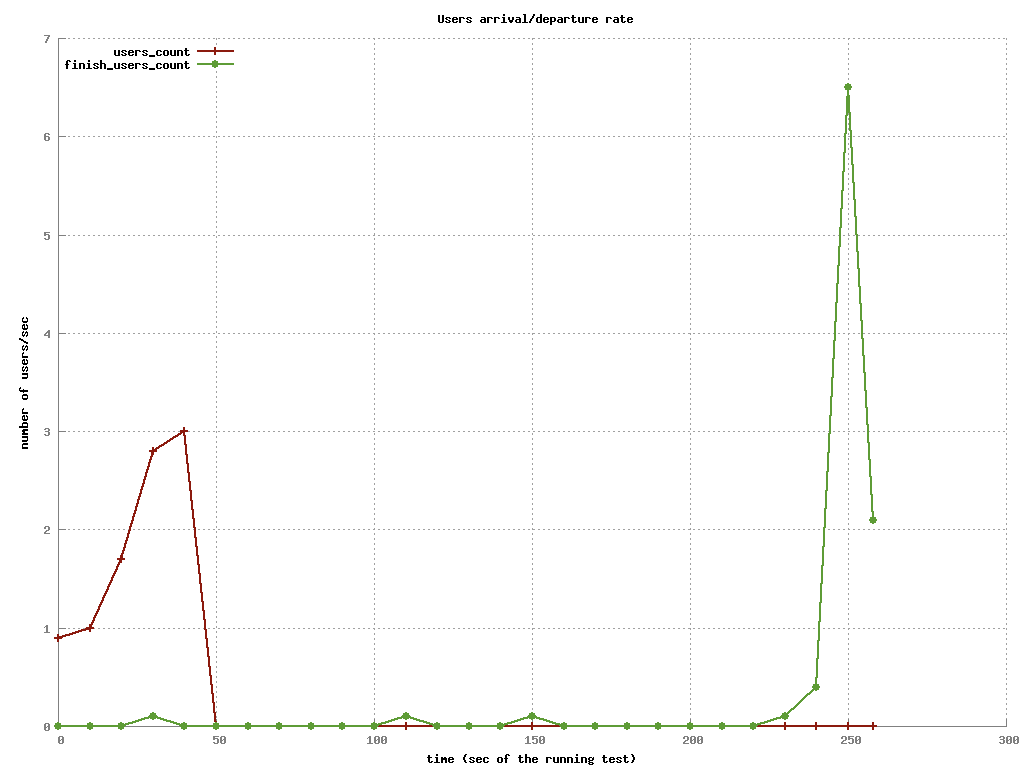 Users arrival/departure rate
7
users_count
finish_users_count
6
5
4
3
2
1
0
number of users/sec
0 50 100 150 200 250 300
time (sec of the running test)